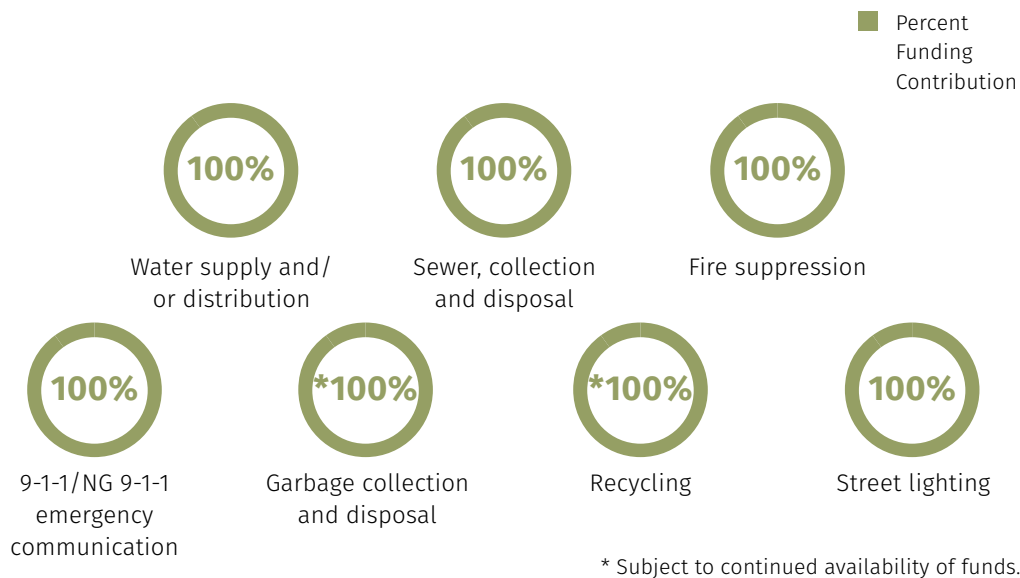 Percent
Funding
Contribution
100%
100%
100%
Water supply and/
or distribution
Sewer, collection
and disposal
Fire suppression
100%
*100%
*100%
100%
9-1-1/NG 9-1-1
emergency
communication
Garbage collection
and disposal
Recycling
Street lighting
* Subject to continued availability of funds.